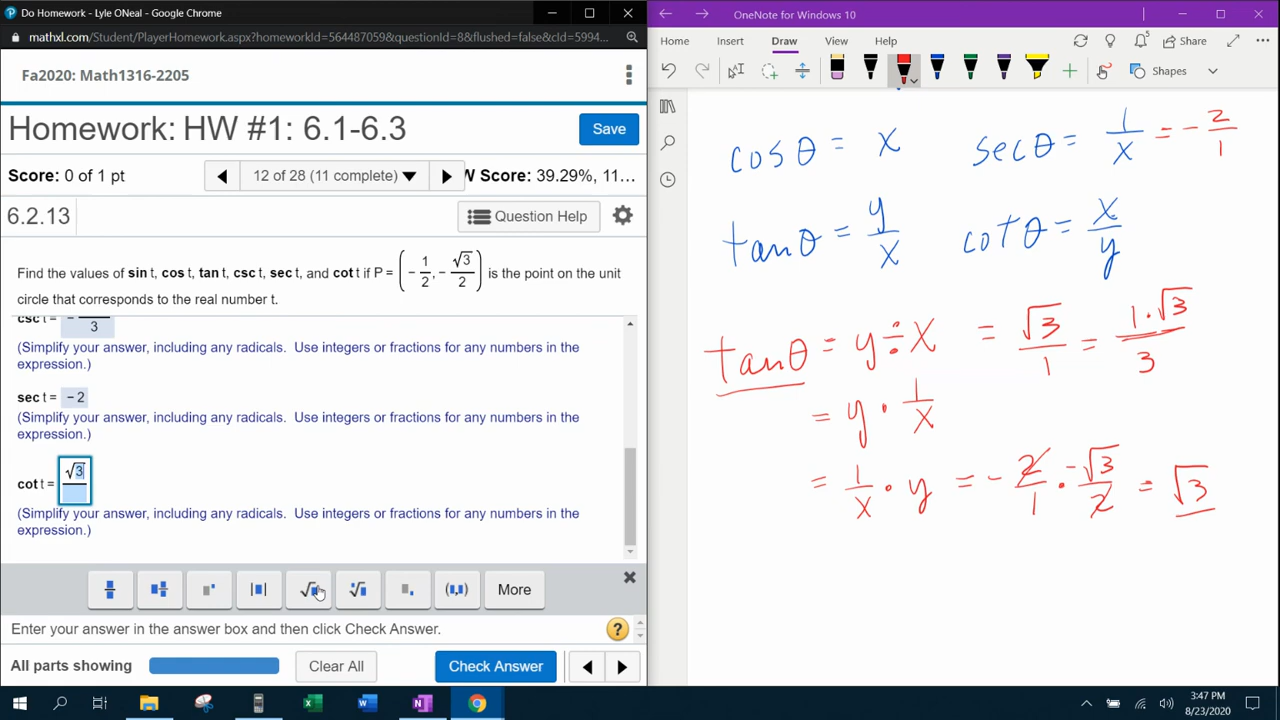 Do Homework - Lyle ONeal - Google Chrome
mathxl.com/Student/PlayerHomework.aspx?homeworkId=5644870598&questionId=8&flushed=false&cId=5994...
Fa2020: Math1316-2205
Homework: HW #1: 6.1-6.3
Save
Score: 0 of 1 pt
12 of 28 (11 complete)
W Score: 39.29%, 11...
6.2.13
Question Help
Find the values of sin t, cos t, tan t, csc t, sec t, and cot t if P = (-1/2, -√3/2) is the point on the unit
circle that corresponds to the real number t.
csc t = - /3
(Simplify your answer, including any radicals. Use integers or fractions for any numbers in the
expression.)
sec t = -2
(Simplify your answer, including any radicals. Use integers or fractions for any numbers in the
expression.)
cot t = √3
(Simplify your answer, including any radicals. Use integers or fractions for any numbers in the
expression.)
More
Enter your answer in the answer box and then click Check Answer.
?
All parts showing
Clear All
Check Answer
OneNote for Windows 10
Home
Insert
Draw
View
Help
Share
Shapes
cosθ = x
secθ = 1/x = -2/1
tanθ = y/x
cotθ = x/y
tanθ = y ÷ x = √3/1 = 1·√3/3
= y · 1/x
= 1/x · y = -2/1 · -√3/2 = √3
3:47 PM
8/23/2020